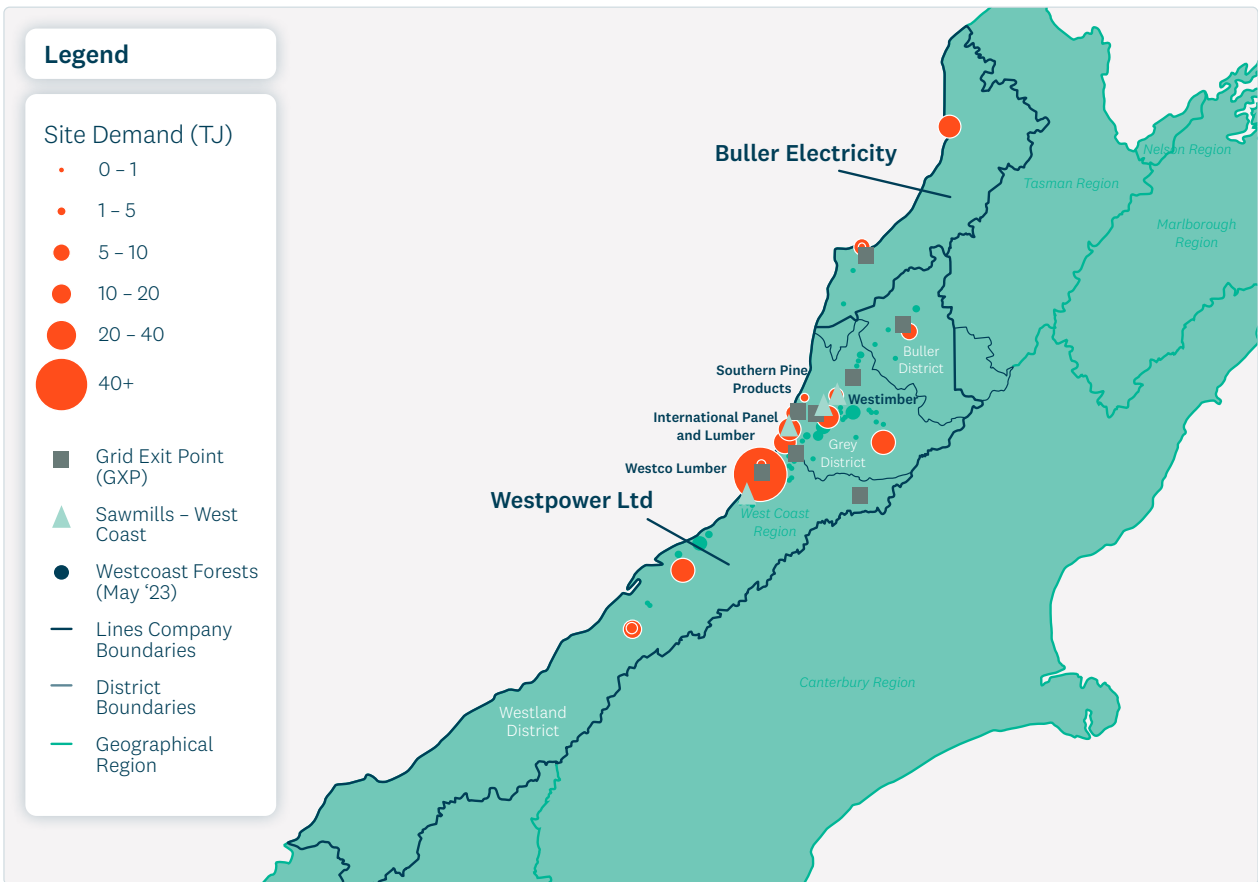 Legend
Site Demand (TJ)
0 – 1
1 – 5
5 – 10
10 – 20
20 – 40
40+
Grid Exit Point
(GXP)
Sawmills – West
Coast
Westcoast Forests
(May ‘23)
Lines Company
Boundaries
District
Boundaries
Geographical
Region
Buller Electricity
Nelson Region
Tasman Region
Marlborough
Region
Buller
District
Southern Pine
Products
Westimber
International Panel
and Lumber
Grey
District
Westco Lumber
Westpower Ltd
West Coast
Region
Canterbury Region
Westland
District